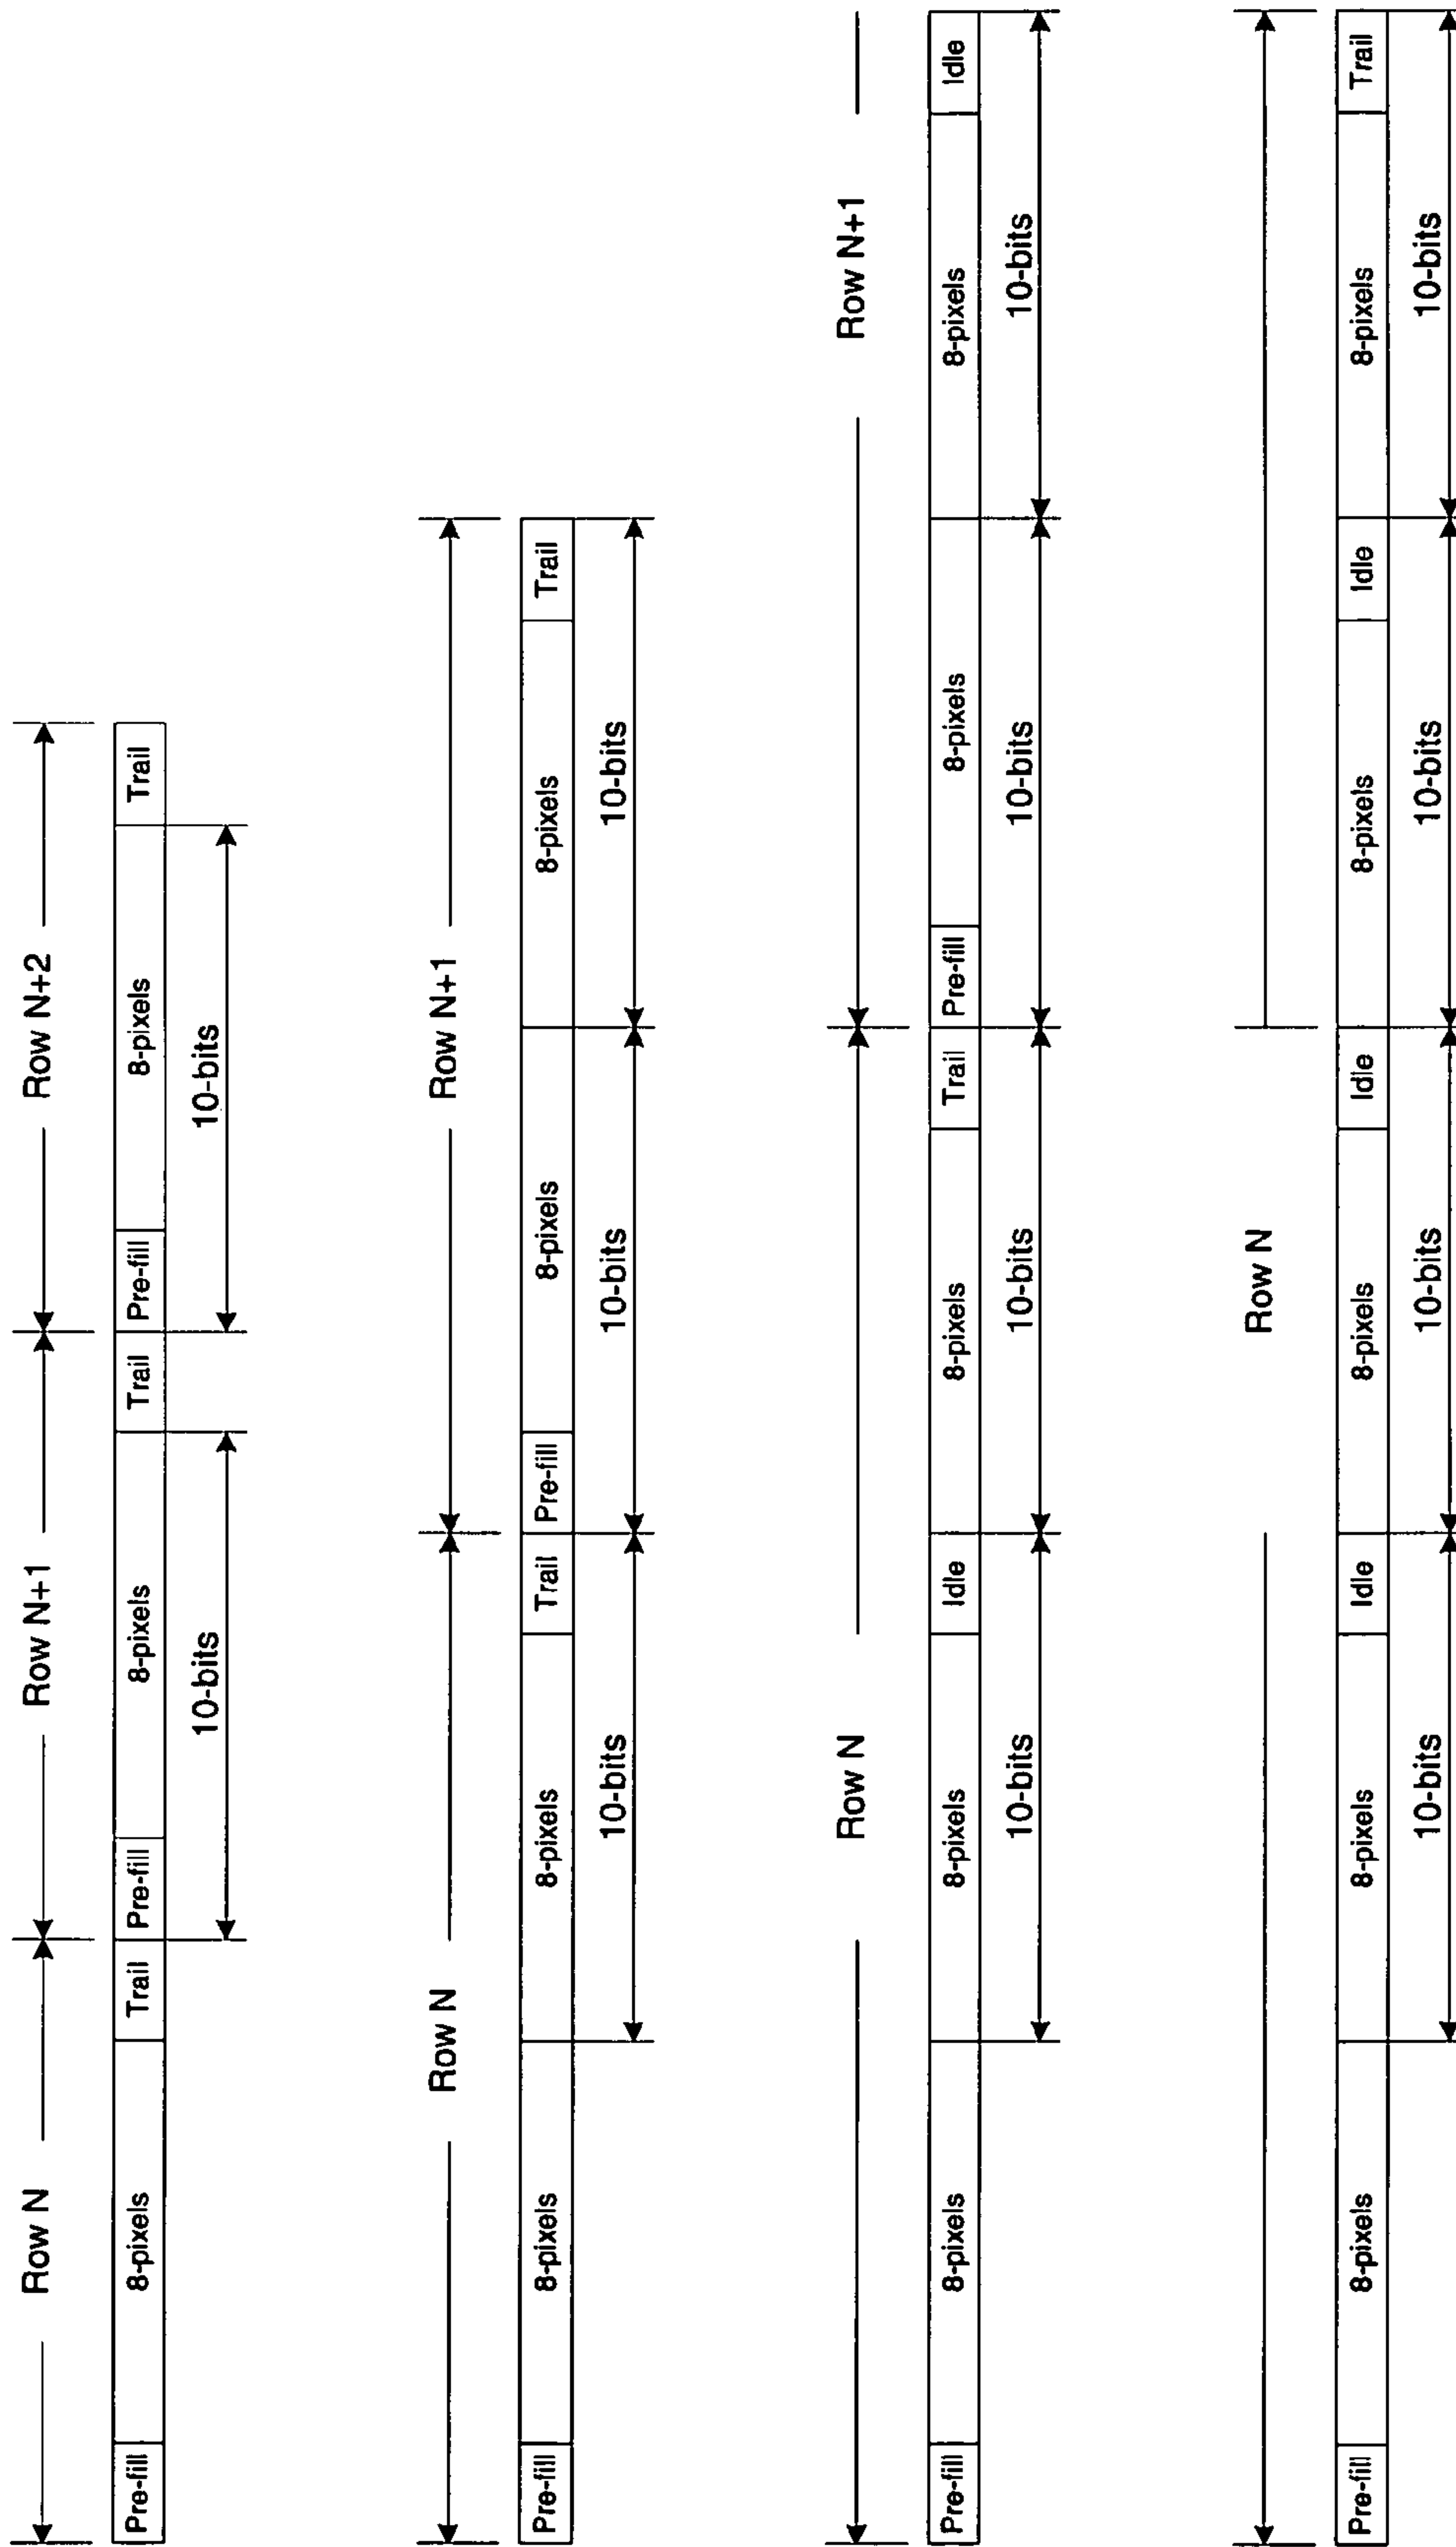 Row N Row N+1 Row N+2
Pre-fill 8-pixels Trail Pre-fill 8-pixels Trail Pre-fill 8-pixels Trail
10-bits 10-bits
Row N Row N+1
Pre-fill 8-pixels 8-pixels Trail Pre-fill 8-pixels 8-pixels Trail
10-bits 10-bits 10-bits
Row N Row N+1
Pre-fill 8-pixels 8-pixels Idle 8-pixels Trail Pre-fill 8-pixels 8-pixels Idle
10-bits 10-bits 10-bits 10-bits
Row N
Pre-fill 8-pixels 8-pixels Idle 8-pixels Idle 8-pixels Idle 8-pixels Trail
10-bits 10-bits 10-bits 10-bits